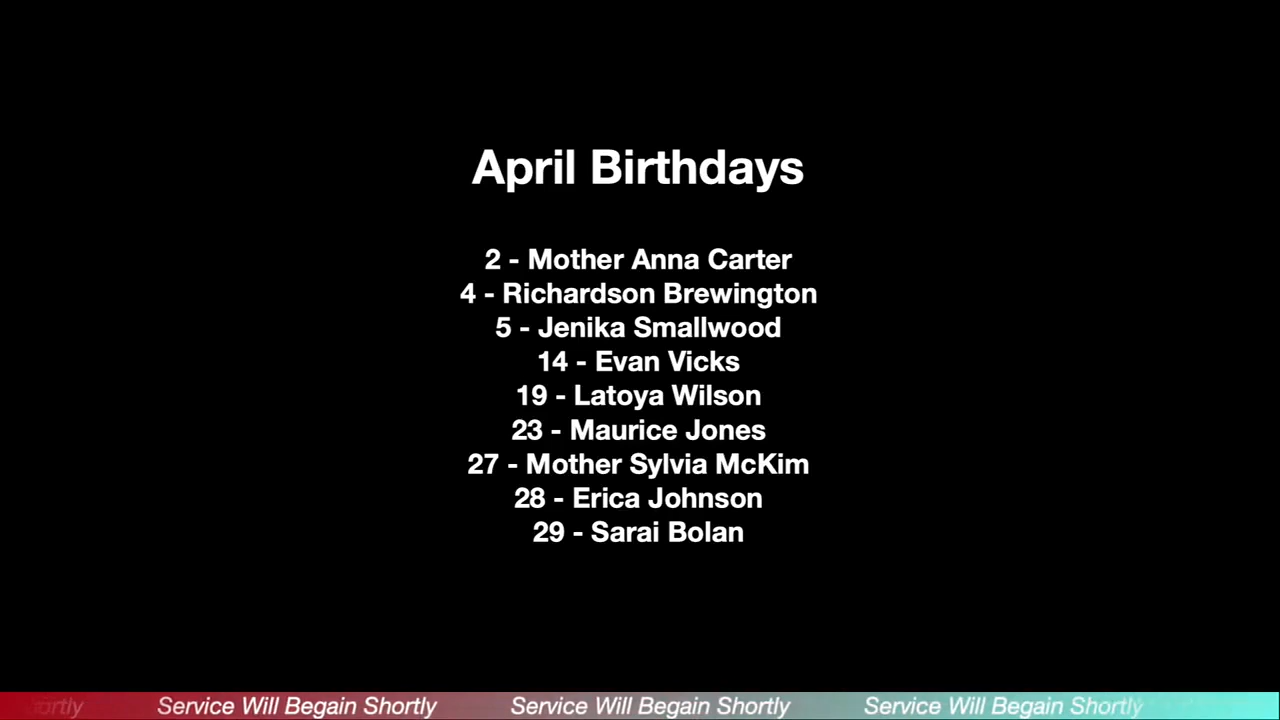 April Birthdays
2 - Mother Anna Carter
4 - Richardson Brewington
5 - Jenika Smallwood
14 - Evan Vicks
19 - Latoya Wilson
23 - Maurice Jones
27 - Mother Sylvia McKim
28 - Erica Johnson
29 - Sarai Bolan
ortly Service Will Begain Shortly Service Will Begain Shortly Service Will Begain Shortly